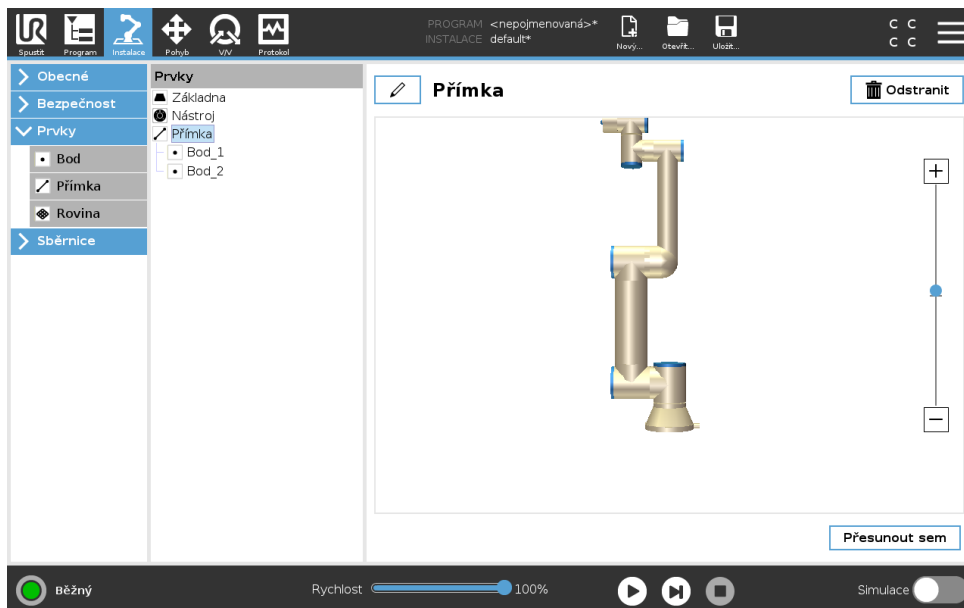 PROGRAM <nepojmenovaná>*
INSTALACE default*
Spustit Program Instalace Pohyb V/V Protokol
Nový... Otevřít... Uložit...
C C
C C
Obecné
Bezpečnost
Prvky
Bod
Přímka
Rovina
Sběrnice
Prvky
Základna
Nástroj
Přímka
Bod_1
Bod_2
Přímka
Odstranit
Přesunout sem
Běžný
Rychlost
100%
Simulace